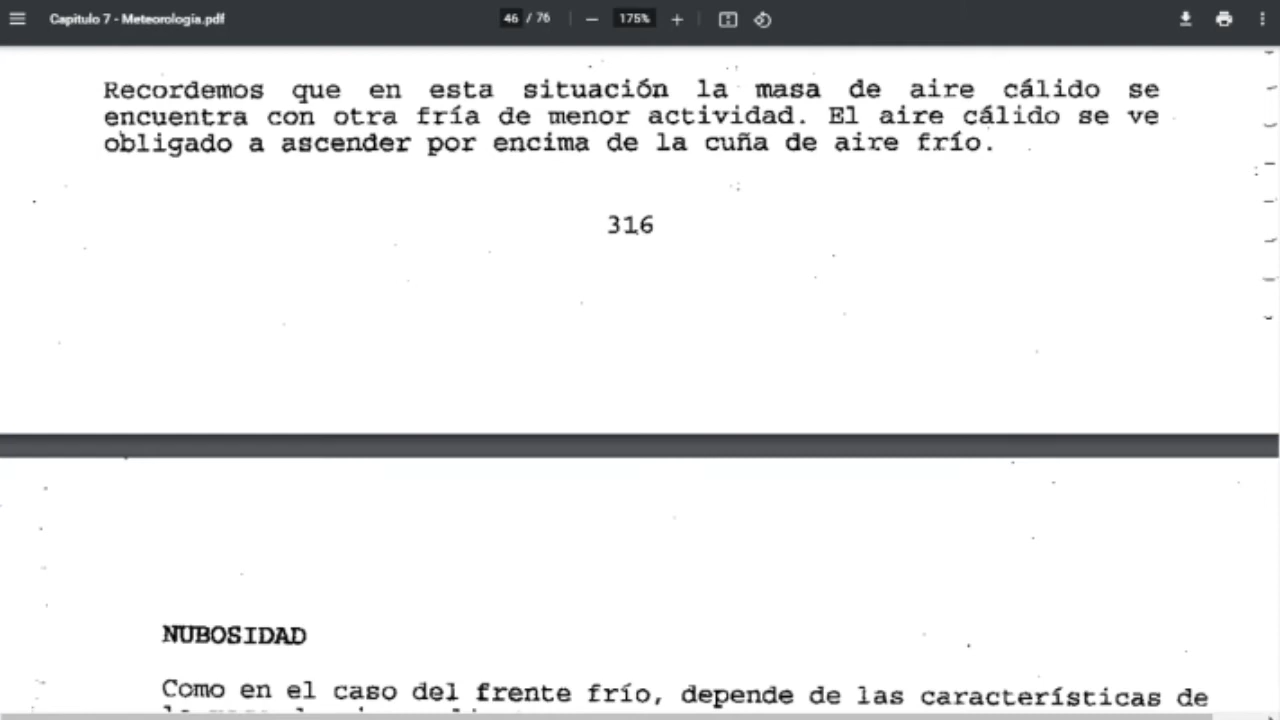 Capitulo 7 - Meteorologia.pdf
46 / 76
175%
Recordemos que en esta situación la masa de aire cálido se
encuentra con otra fría de menor actividad. El aire cálido se ve
obligado a ascender por encima de la cuña de aire frío.
316
NUBOSIDAD
Como en el caso del frente frío, depende de las características de